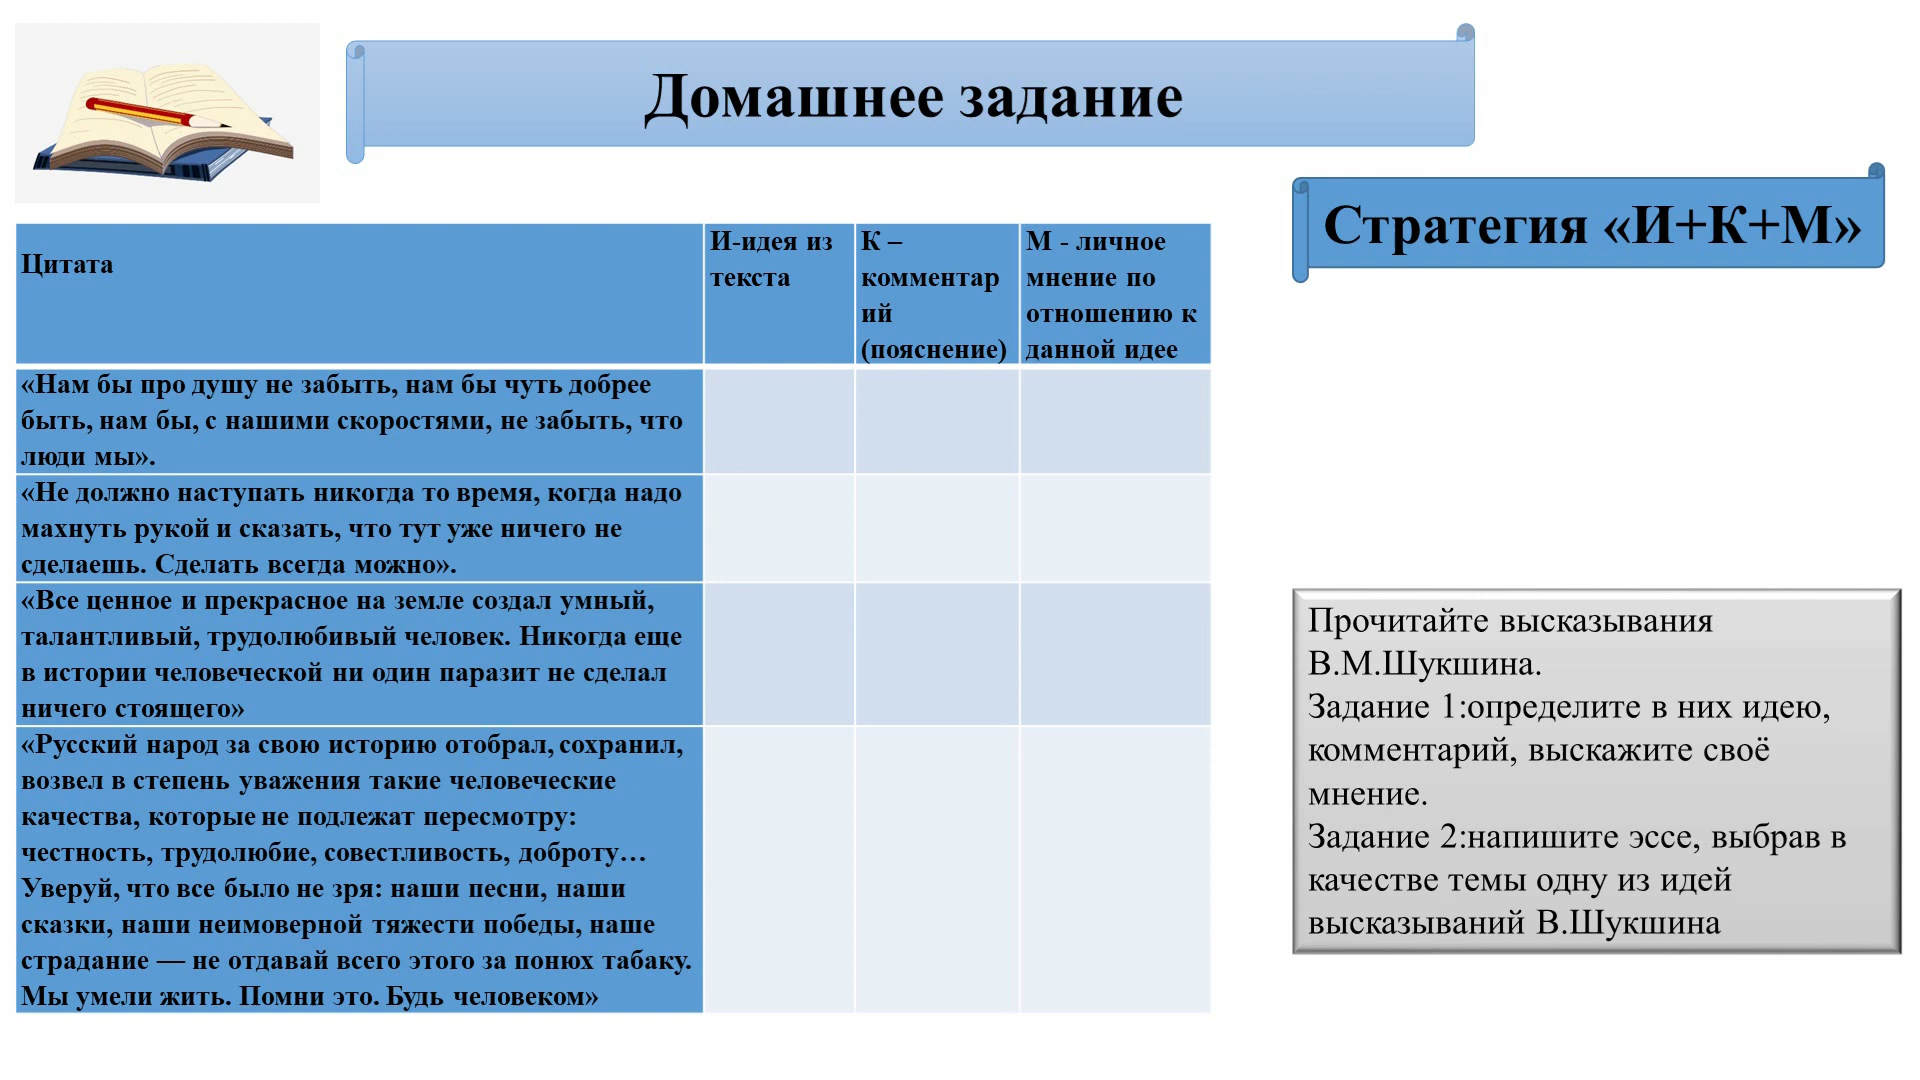 Домашнее задание
Стратегия «И+К+М»
Цитата
И-идея из
текста
К –
комментар
ий
(пояснение)
М - личное
мнение по
отношению к
данной идее
«Нам бы про душу не забыть, нам бы чуть добрее
быть, нам бы, с нашими скоростями, не забыть, что
люди мы».
«Не должно наступать никогда то время, когда надо
махнуть рукой и сказать, что тут уже ничего не
сделаешь. Сделать всегда можно».
«Все ценное и прекрасное на земле создал умный,
талантливый, трудолюбивый человек. Никогда еще
в истории человеческой ни один паразит не сделал
ничего стоящего»
«Русский народ за свою историю отобрал, сохранил,
возвел в степень уважения такие человеческие
качества, которые не подлежат пересмотру:
честность, трудолюбие, совестливость, доброту…
Уверуй, что все было не зря: наши песни, наши
сказки, наши неимоверной тяжести победы, наше
страдание — не отдавай всего этого за понюх табаку.
Мы умели жить. Помни это. Будь человеком»
Прочитайте высказывания
В.М.Шукшина.
Задание 1:определите в них идею,
комментарий, выскажите своё
мнение.
Задание 2:напишите эссе, выбрав в
качестве темы одну из идей
высказываний В.Шукшина